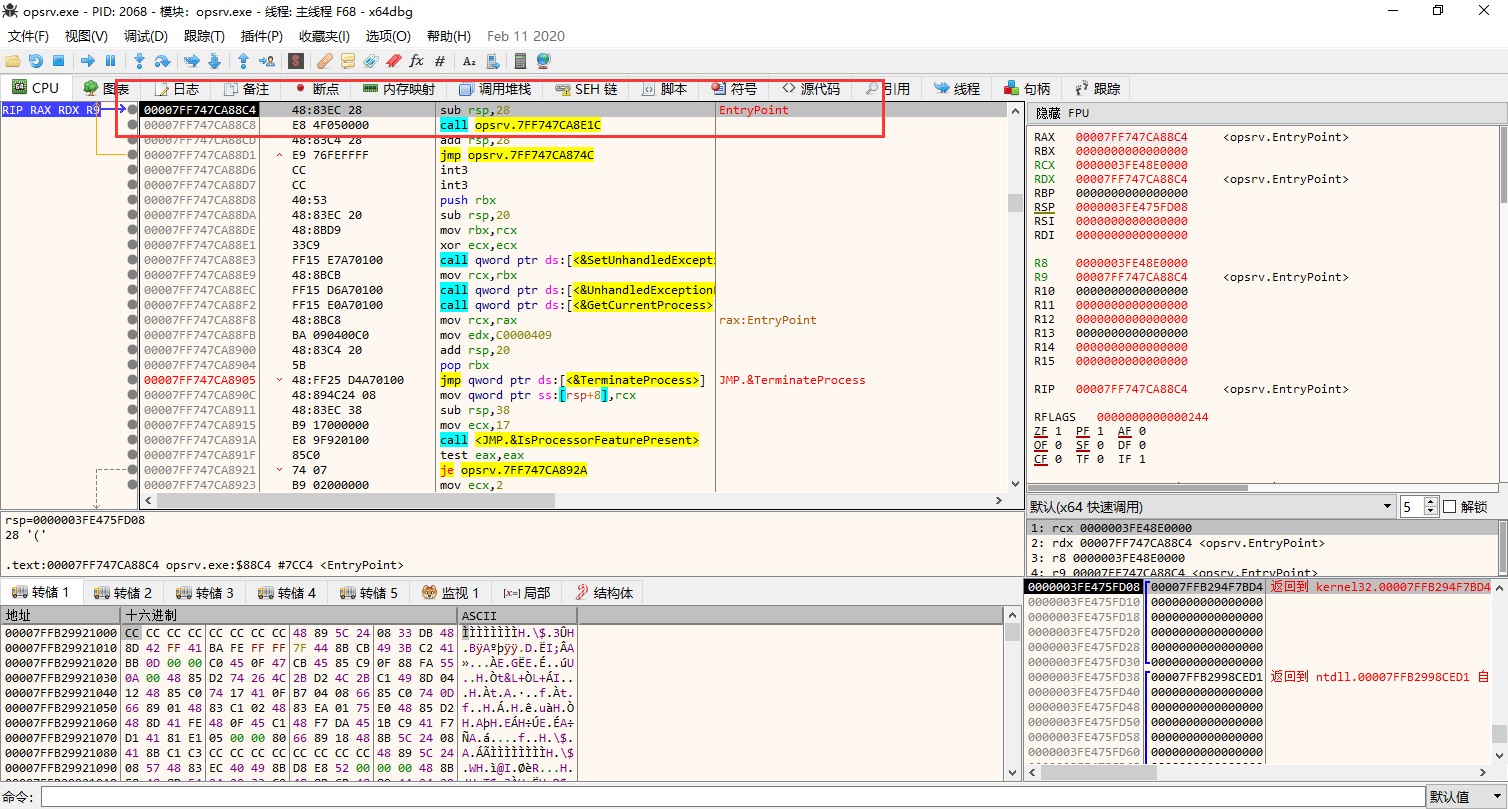 opsrv.exe - PID: 2068 - 模块: opsrv.exe - 线程: 主线程 F68 - x64dbg
文件(F) 视图(V) 调试(D) 跟踪(T) 插件(P) 收藏夹(I) 选项(O) 帮助(H) Feb 11 2020
CPU 图表 日志 备注 断点 内存映射 调用堆栈 SEH 链 脚本 符号 源代码 引用 线程 句柄 跟踪
RIP RAX RDX R9
00007FF747CA88C4 48:83EC 28 sub rsp,28 EntryPoint
00007FF747CA88C8 E8 4F050000 call opsrv.7FF747CA8E1C
00007FF747CA88CD 48:83C4 28 add rsp,28
00007FF747CA88D1 E9 76FEFFFF jmp opsrv.7FF747CA874C
00007FF747CA88D6 CC int3
00007FF747CA88D7 CC int3
00007FF747CA88D8 40:53 push rbx
00007FF747CA88DA 48:83EC 20 sub rsp,20
00007FF747CA88DE 48:8BD9 mov rbx,rcx
00007FF747CA88E1 33C9 xor ecx,ecx
00007FF747CA88E3 FF15 E7A70100 call qword ptr ds:[<&SetUnhandledExcepti
00007FF747CA88E9 48:8BCB mov rcx,rbx
00007FF747CA88EC FF15 D6A70100 call qword ptr ds:[<&UnhandledException
00007FF747CA88F2 FF15 E0A70100 call qword ptr ds:[<&GetCurrentProcess>
00007FF747CA88F8 48:8BC8 mov rcx,rax rax:EntryPoint
00007FF747CA88FB BA 090400C0 mov edx,C0000409
00007FF747CA8900 48:83C4 20 add rsp,20
00007FF747CA8904 5B pop rbx
00007FF747CA8905 48:FF25 D4A70100 jmp qword ptr ds:[<&TerminateProcess>] JMP.&TerminateProcess
00007FF747CA890C 48:894C24 08 mov qword ptr ss:[rsp+8],rcx
00007FF747CA8911 48:83EC 38 sub rsp,38
00007FF747CA8915 B9 17000000 mov ecx,17
00007FF747CA891A E8 9F920100 call <JMP.&IsProcessorFeaturePresent>
00007FF747CA891F 85C0 test eax,eax
00007FF747CA8921 74 07 je opsrv.7FF747CA892A
00007FF747CA8923 B9 02000000 mov ecx,2
隐藏 FPU
RAX 00007FF747CA88C4 <opsrv.EntryPoint>
RBX 0000000000000000
RCX 0000003FE48E0000
RDX 00007FF747CA88C4 <opsrv.EntryPoint>
RBP 0000000000000000
RSP 0000003FE475FD08
RSI 0000000000000000
RDI 0000000000000000
R8 0000003FE48E0000
R9 00007FF747CA88C4 <opsrv.EntryPoint>
R10 0000000000000000
R11 0000000000000000
R12 0000000000000000
R13 0000000000000000
R14 0000000000000000
R15 0000000000000000
RIP 00007FF747CA88C4 <opsrv.EntryPoint>
RFLAGS 0000000000000244
ZF 1 PF 1 AF 0
OF 0 SF 0 DF 0
CF 0 TF 0 IF 1
默认(x64 快速调用) 5 解锁
1: rcx 0000003FE48E0000
2: rdx 00007FF747CA88C4 <opsrv.EntryPoint>
3: r8 0000003FE48E0000
4: r9 00007FF747CA88C4 <opsrv.EntryPoint>
rsp=0000003FE475FD08
28 '('
.text:00007FF747CA88C4 opsrv.exe:$88C4 #7CC4 <EntryPoint>
转储 1 转储 2 转储 3 转储 4 转储 5 监视 1 [x=] 局部 结构体
地址 十六进制 ASCII
00007FFB29921000 CC CC CC CC CC CC CC CC 48 89 5C 24 08 33 DB 48 ÌÌÌÌÌÌÌÌH.\$.3ÛH
00007FFB29921010 8D 42 FF 41 BA FE FF FF 7F 44 8B CB 49 3B C2 41 .BÿAºþÿÿ.D.ËI;ÂA
00007FFB29921020 BB 0D 00 00 C0 45 0F 47 CB 45 85 C9 0F 88 FA 55 »...ÀE.GËE.É..úU
00007FFB29921030 0A 00 48 85 D2 74 26 4C 2B D2 4C 2B C1 49 8D 04 ..H.Òt&L+ÒL+ÁI..
00007FFB29921040 12 48 85 C0 74 17 41 0F B7 04 08 66 85 C0 74 0D .H.Àt.A.·..f.Àt.
00007FFB29921050 66 89 01 48 83 C1 02 48 83 EA 01 75 E0 48 85 D2 f..H.Á.H.ê.uàH.Ò
00007FFB29921060 48 8D 41 FE 48 0F 45 C1 48 F7 DA 45 1B C9 41 F7 H.AþH.EÁH÷ÚE.ÉA÷
00007FFB29921070 D1 41 81 E1 05 00 00 80 66 89 18 48 8B 5C 24 08 ÑA.á....f..H.\$.
00007FFB29921080 41 8B C1 C3 CC CC CC CC CC CC CC CC 48 89 5C 24 A.ÁÃÌÌÌÌÌÌÌÌH.\$
00007FFB29921090 08 57 48 83 EC 40 49 8B D8 E8 52 00 00 00 48 8B .WH.ì@I.ØèR...H.
0000003FE475FD08 00007FFB294F7BD4 返回到 kernel32.00007FFB294F7BD4
0000003FE475FD10 0000000000000000
0000003FE475FD18 0000000000000000
0000003FE475FD20 0000000000000000
0000003FE475FD28 0000000000000000
0000003FE475FD30 0000000000000000
0000003FE475FD38 00007FFB2998CED1 返回到 ntdll.00007FFB2998CED1 自
0000003FE475FD40 0000000000000000
0000003FE475FD48 0000000000000000
0000003FE475FD50 0000000000000000
0000003FE475FD58 0000000000000000
0000003FE475FD60 0000000000000000
命令: 默认值